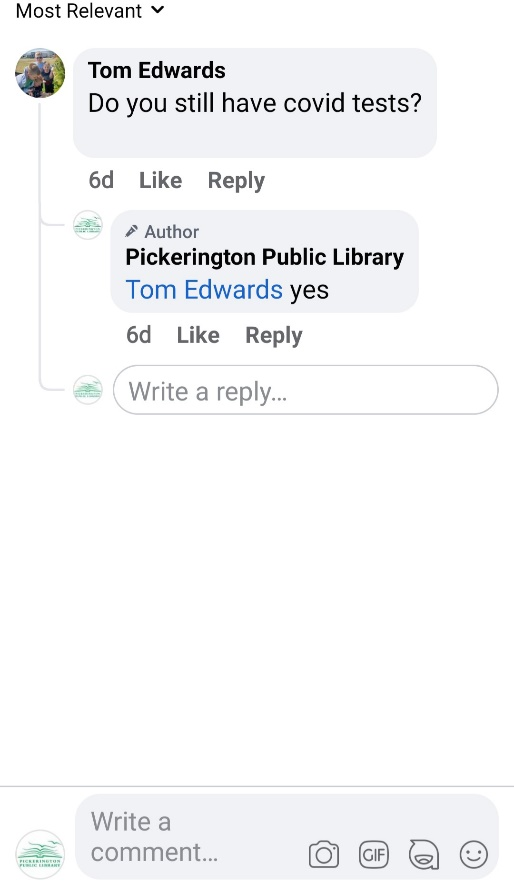 Most Relevant
Tom Edwards
Do you still have covid tests?
6d Like Reply
Author
Pickerington Public Library
Tom Edwards yes
6d Like Reply
Write a reply...
Write a
comment...
GIF
PICKERINGTON
PUBLIC LIBRARY